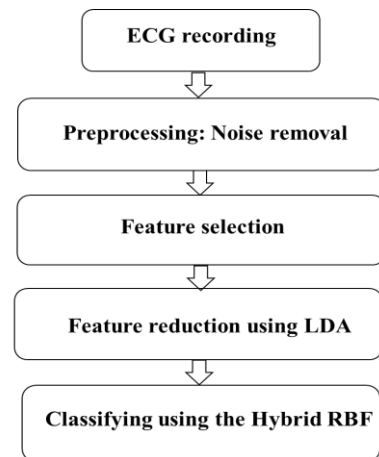 ECG recording
Preprocessing: Noise removal
Feature selection
Feature reduction using LDA
Classifying using the Hybrid RBF